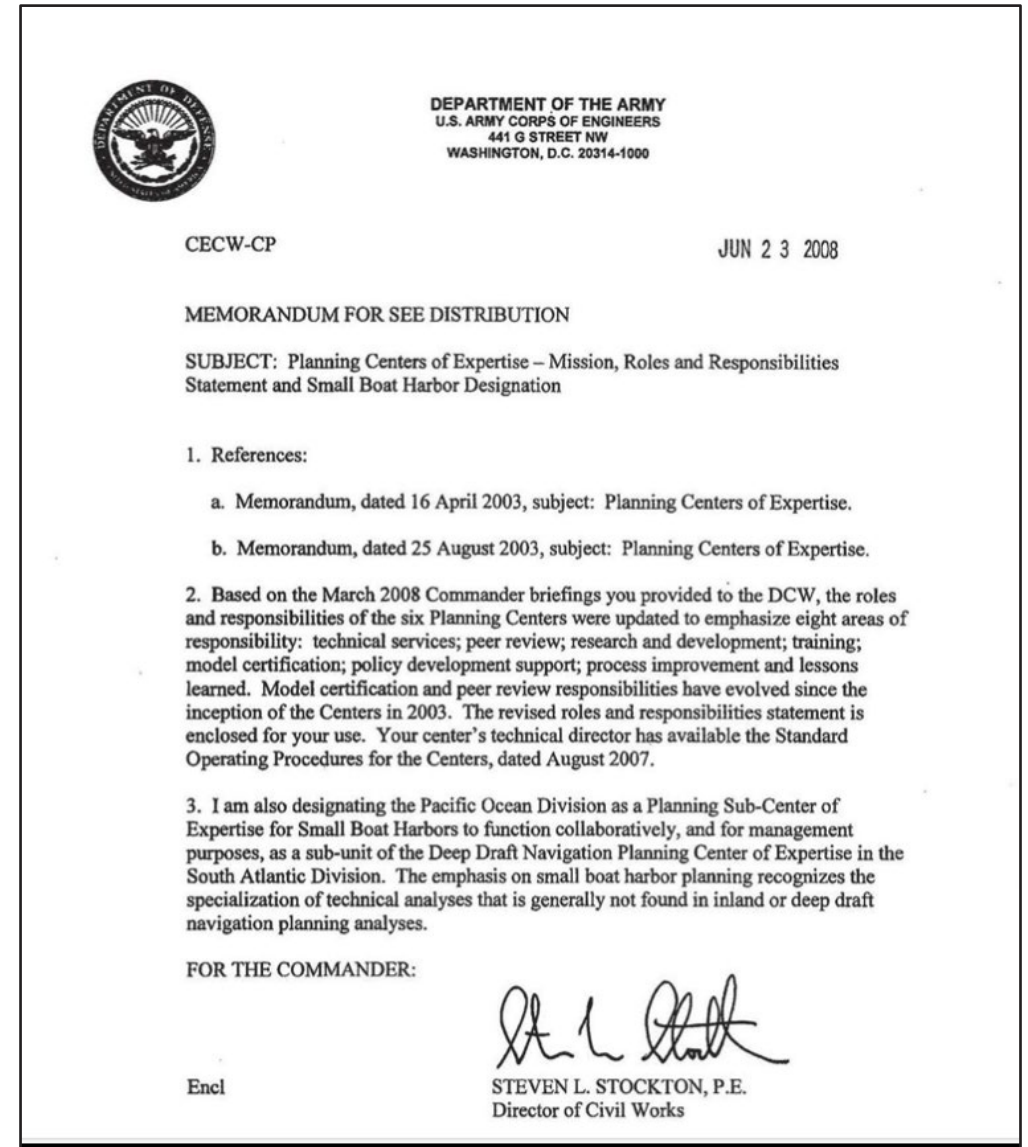 DEPARTMENT OF DEFENSE
UNITED STATES OF AMERICA
DEPARTMENT OF THE ARMY
U.S. ARMY CORPS OF ENGINEERS
441 G STREET NW
WASHINGTON, D.C. 20314-1000
CECW-CP
JUN 23 2008
MEMORANDUM FOR SEE DISTRIBUTION
SUBJECT: Planning Centers of Expertise – Mission, Roles and Responsibilities
Statement and Small Boat Harbor Designation
1. References:
a. Memorandum, dated 16 April 2003, subject: Planning Centers of Expertise.
b. Memorandum, dated 25 August 2003, subject: Planning Centers of Expertise.
2. Based on the March 2008 Commander briefings you provided to the DCW, the roles
and responsibilities of the six Planning Centers were updated to emphasize eight areas of
responsibility: technical services; peer review; research and development; training;
model certification; policy development support; process improvement and lessons
learned. Model certification and peer review responsibilities have evolved since the
inception of the Centers in 2003. The revised roles and responsibilities statement is
enclosed for your use. Your center's technical director has available the Standard
Operating Procedures for the Centers, dated August 2007.
3. I am also designating the Pacific Ocean Division as a Planning Sub-Center of
Expertise for Small Boat Harbors to function collaboratively, and for management
purposes, as a sub-unit of the Deep Draft Navigation Planning Center of Expertise in the
South Atlantic Division. The emphasis on small boat harbor planning recognizes the
specialization of technical analyses that is generally not found in inland or deep draft
navigation planning analyses.
FOR THE COMMANDER:
Encl
STEVEN L. STOCKTON, P.E.
Director of Civil Works